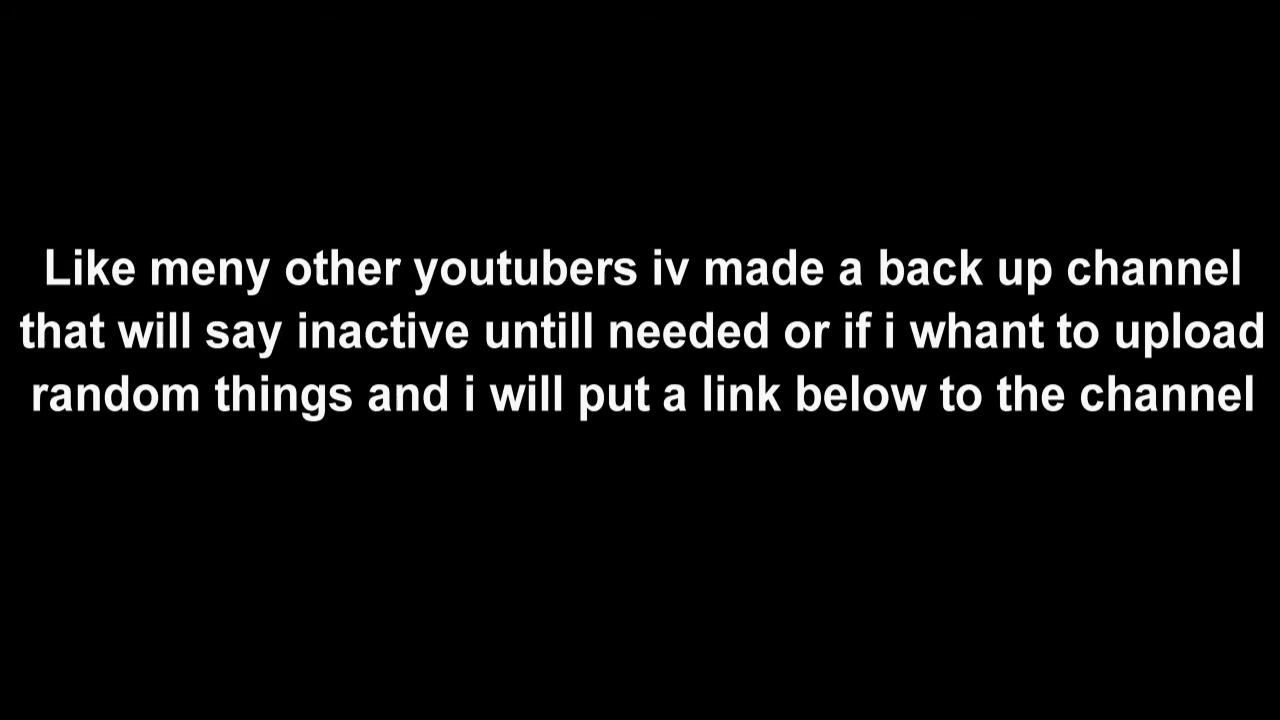 Like meny other youtubers iv made a back up channel
that will say inactive untill needed or if i whant to upload
random things and i will put a link below to the channel